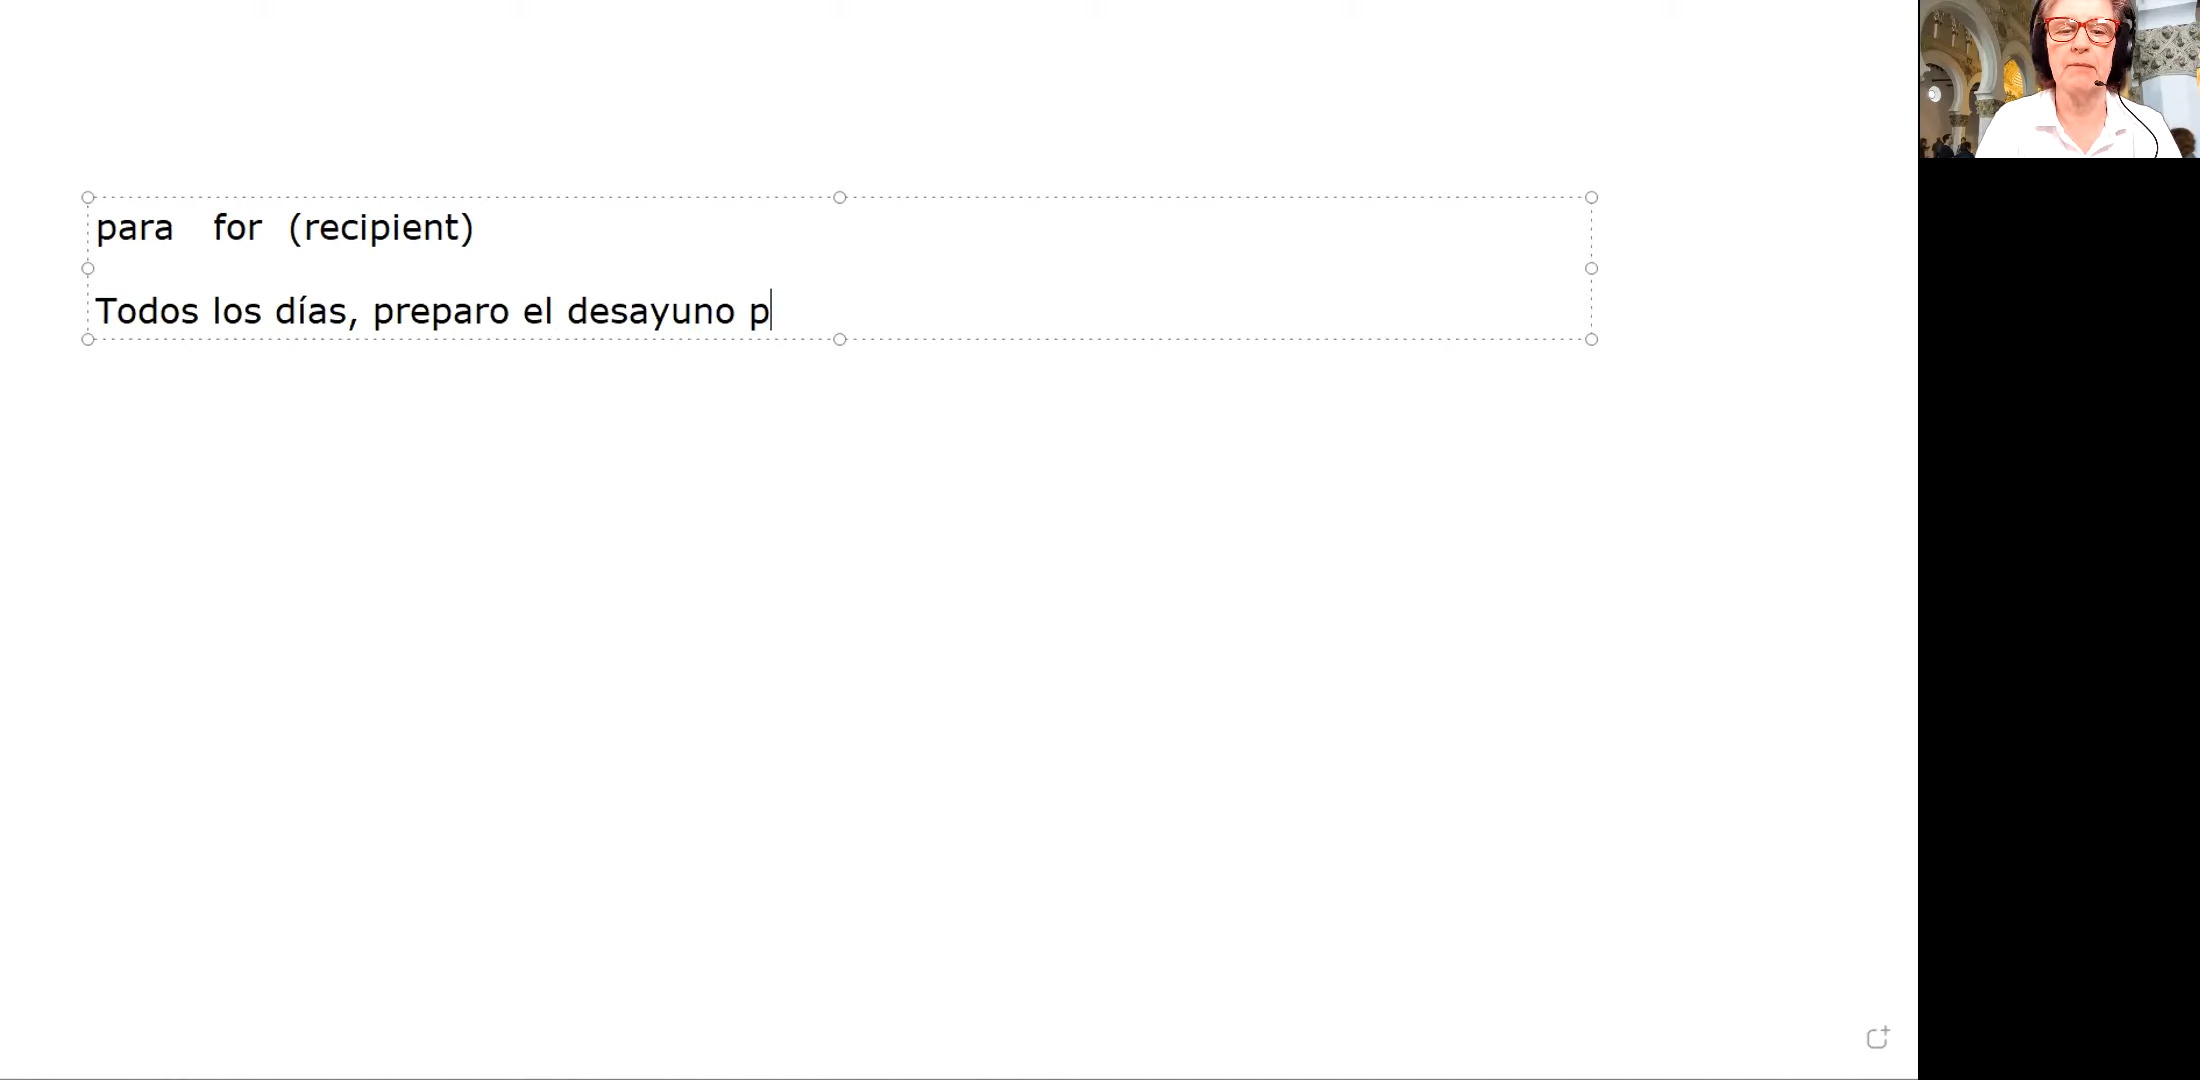 para for (recipient)
Todos los días, preparo el desayuno p